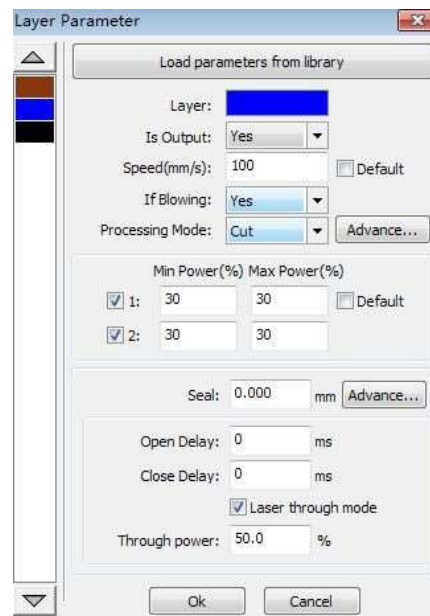 Layer Parameter
Load parameters from library
Layer:
Is Output: Yes
Speed(mm/s): 100 Default
If Blowing: Yes
Processing Mode: Cut Advance...
Min Power(%) Max Power(%)
1: 30 30 Default
2: 30 30
Seal: 0.000 mm Advance...
Open Delay: 0 ms
Close Delay: 0 ms
Laser through mode
Through power: 50.0 %
Ok Cancel